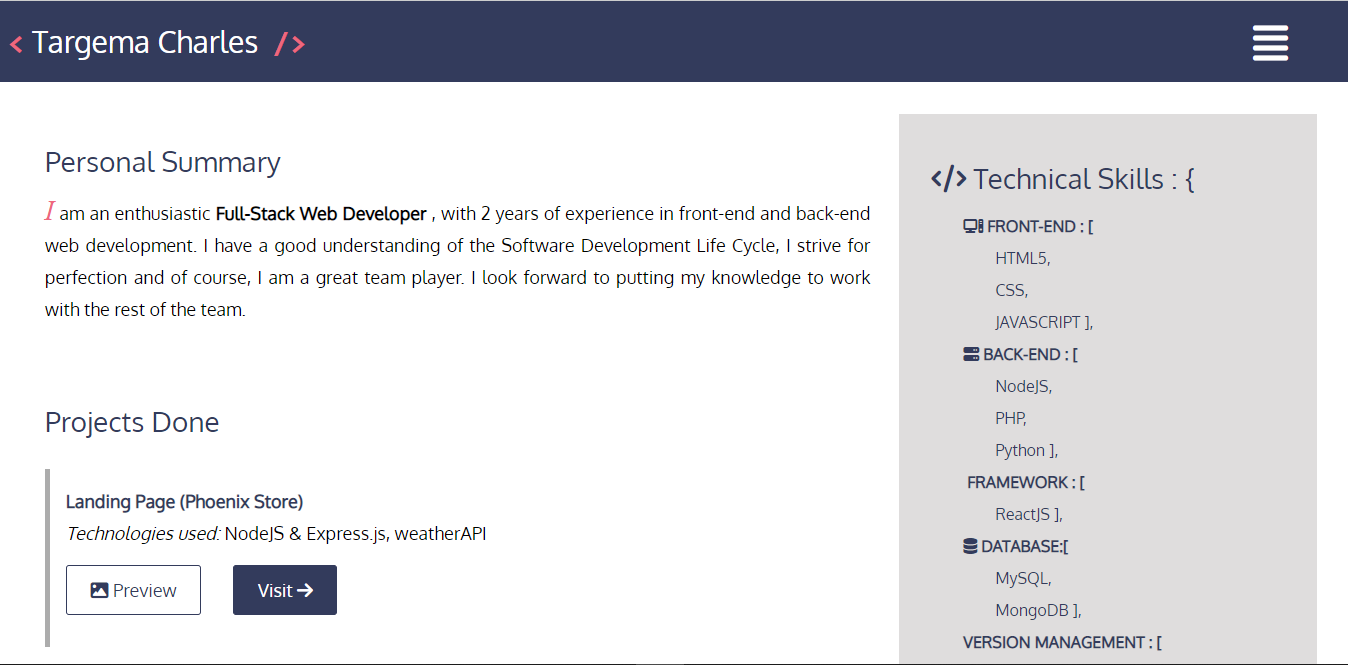 < Targema Charles />
Personal Summary
I am an enthusiastic Full-Stack Web Developer , with 2 years of experience in front-end and back-end
web development. I have a good understanding of the Software Development Life Cycle, I strive for
perfection and of course, I am a great team player. I look forward to putting my knowledge to work
with the rest of the team.
Projects Done
Landing Page (Phoenix Store)
Technologies used: NodeJS & Express.js, weatherAPI
Preview
Visit
</> Technical Skills : {
FRONT-END : [
HTML5,
CSS,
JAVASCRIPT ],
BACK-END : [
NodeJS,
PHP,
Python ],
FRAMEWORK : [
ReactJS ],
DATABASE:[
MySQL,
MongoDB ],
VERSION MANAGEMENT : [